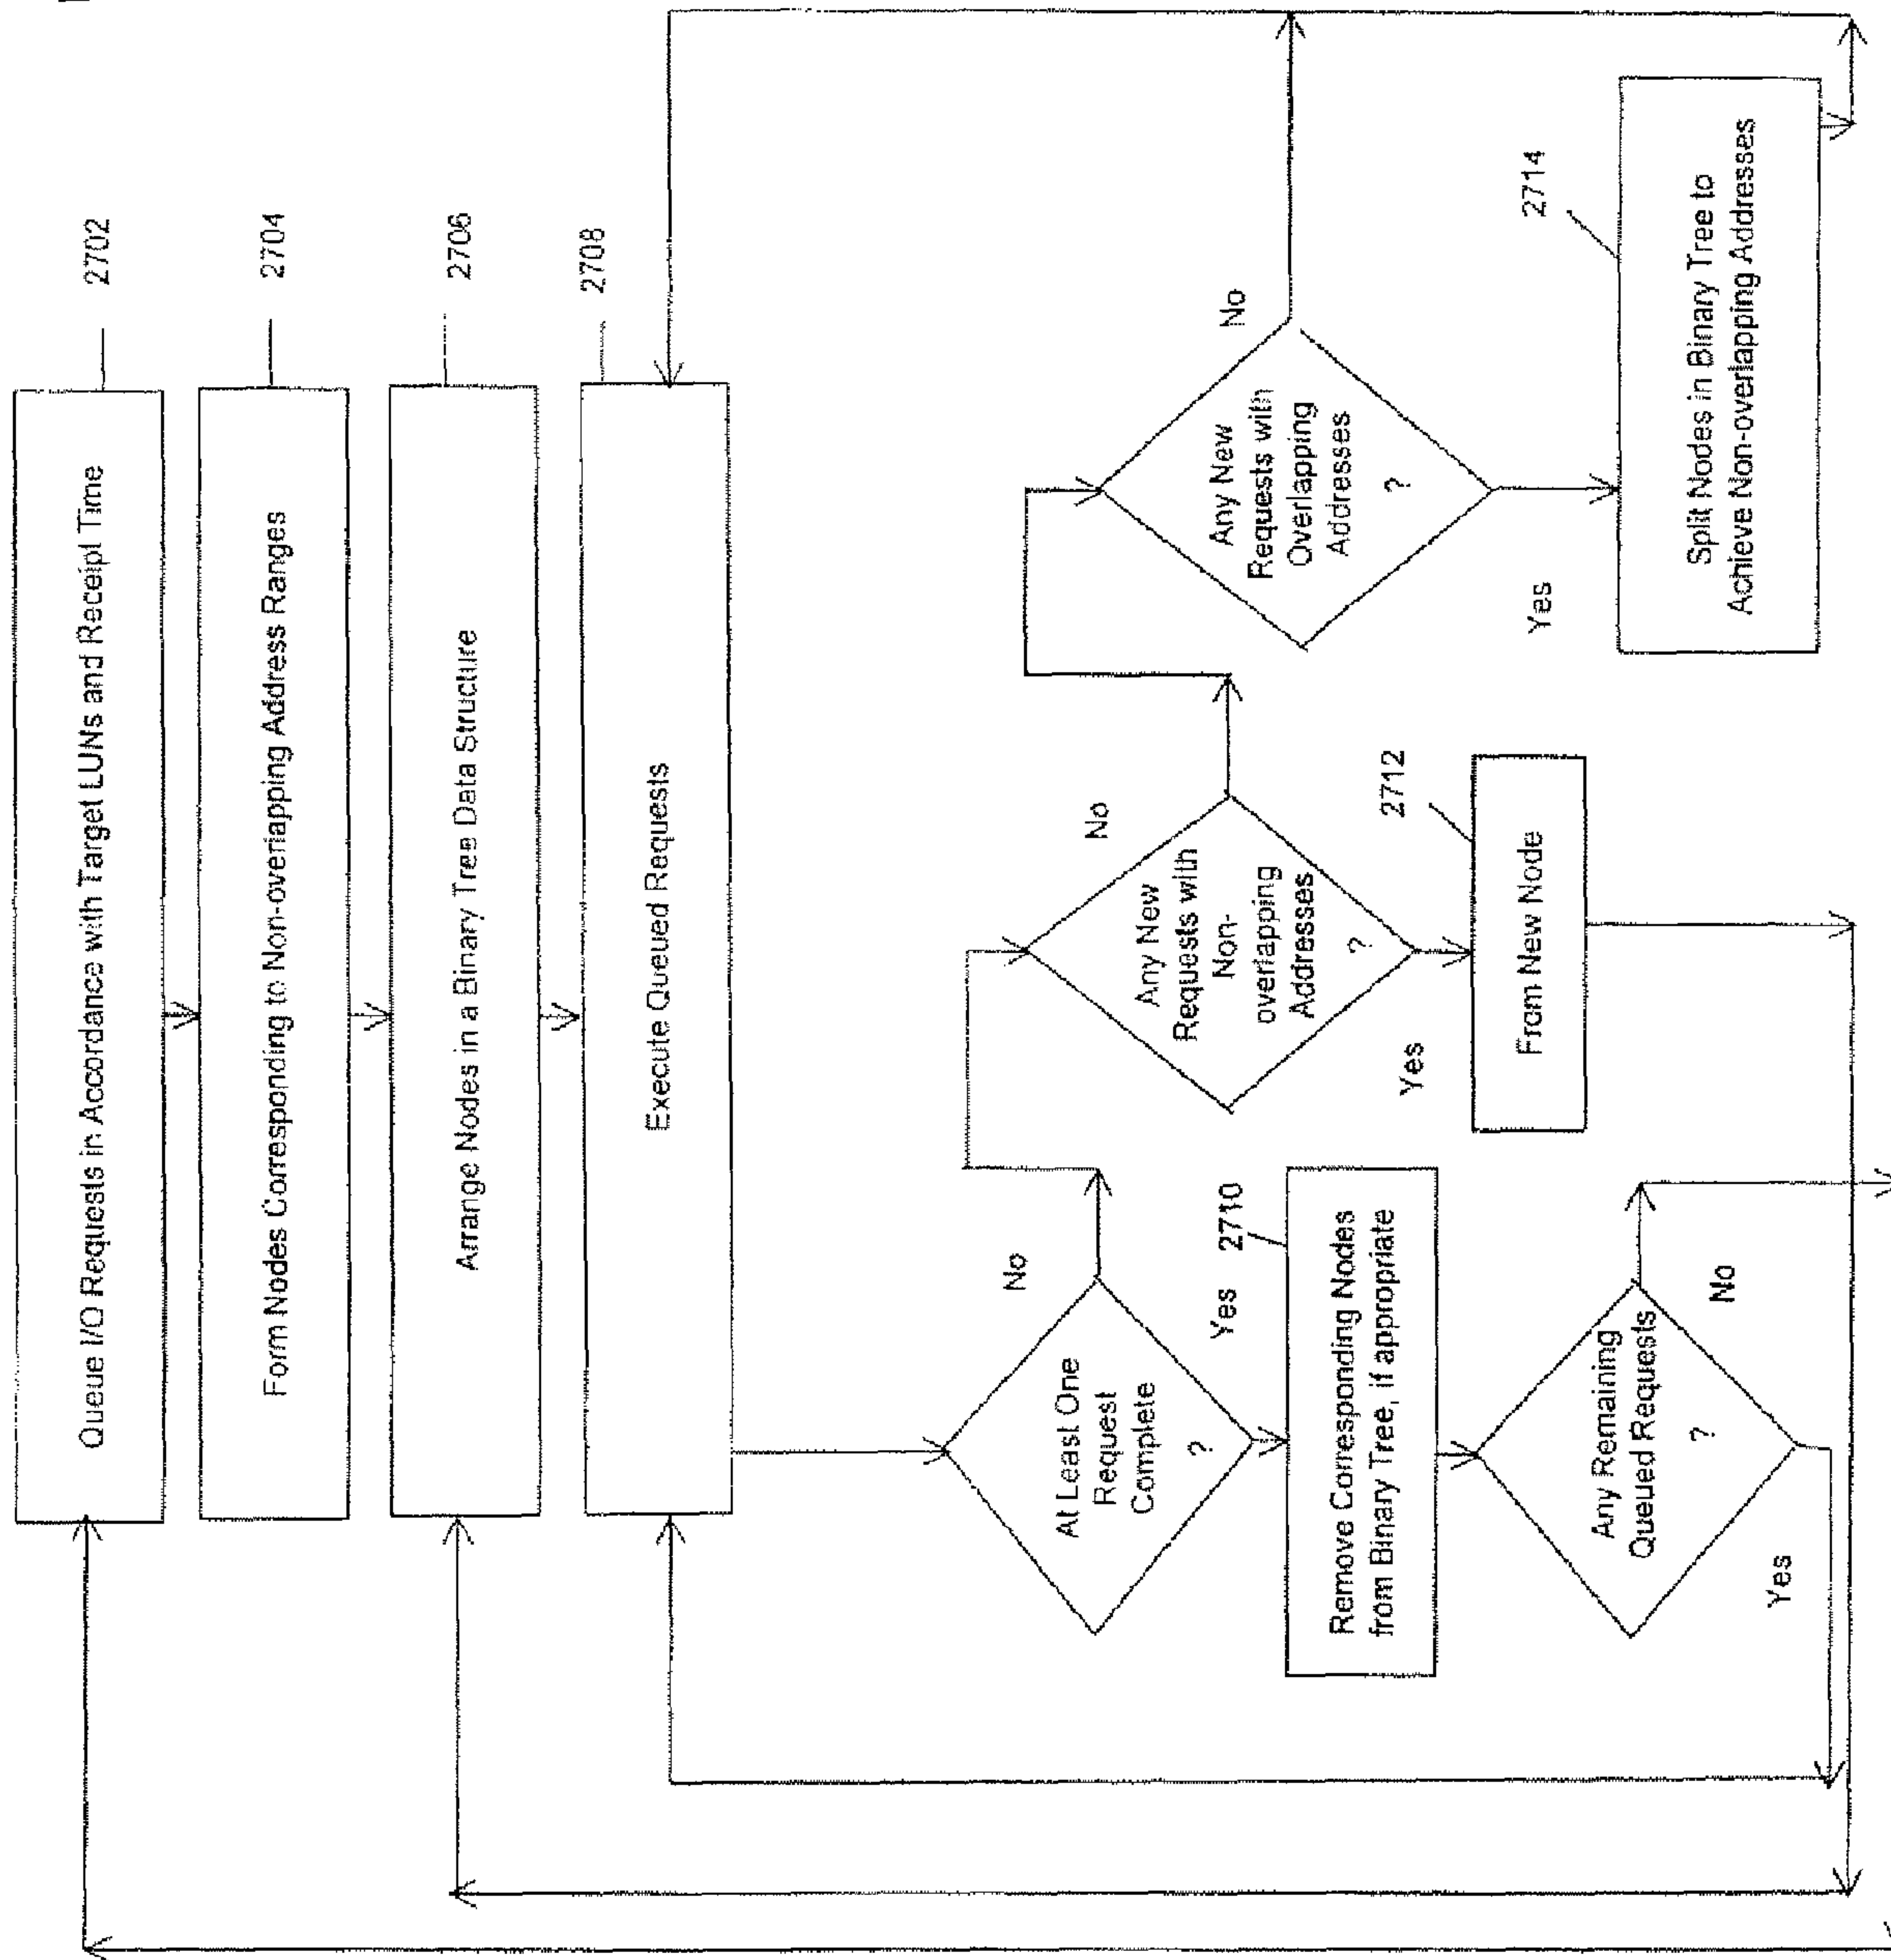 Queue I/O Requests in Accordance with Target LUNs and Receipt Time
2702
Form Nodes Corresponding to Non-overlapping Address Ranges
2704
Arrange Nodes in a Binary Tree Data Structure
2706
Execute Queued Requests
2708
At Least One
Request
Complete
?
No
Yes
2710
Remove Corresponding Nodes
from Binary Tree, if appropriate
Any Remaining
Queued Requests
?
No
Yes
Any New
Requests with
Non-
overlapping
Addresses
?
No
Yes
2712
From New Node
Any New
Requests with
Overlapping
Addresses
?
No
Yes
2714
Split Nodes in Binary Tree to
Achieve Non-overlapping Addresses